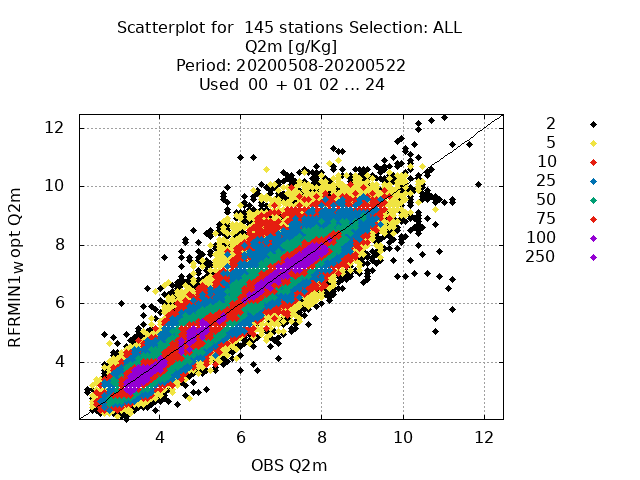 Scatterplot for  145 stations Selection: ALL
Q2m [g/Kg]
Period: 20200508-20200522
Used  00 + 01 02 ... 24
12
10
8
6
4
4 6 8 10 12
RFRMIN1w opt Q2m
OBS Q2m
2
5
10
25
50
75
100
250